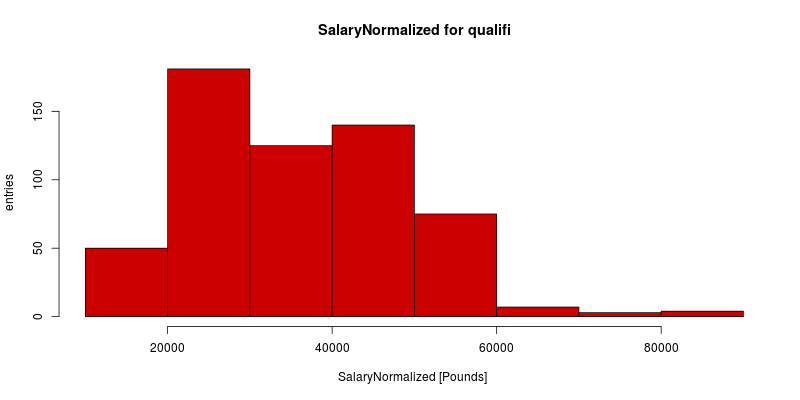 SalaryNormalized for qualifi
entries
150
100
50
0
20000 40000 60000 80000
SalaryNormalized [Pounds]